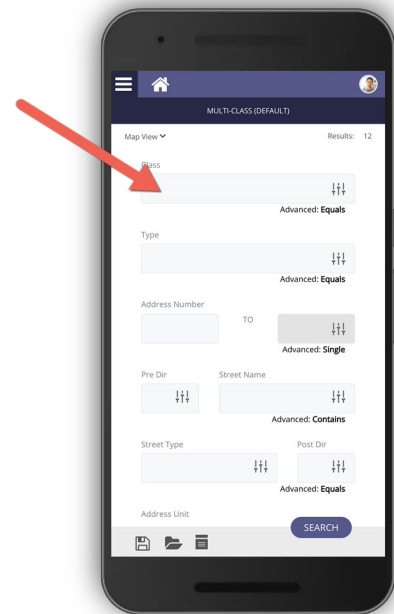 MULTI-CLASS (DEFAULT)
Map View Results: 12
Class
Advanced: Equals
Type
Advanced: Equals
Address Number
TO
Advanced: Single
Pre Dir Street Name
Advanced: Contains
Street Type Post Dir
Advanced: Equals
Address Unit
SEARCH